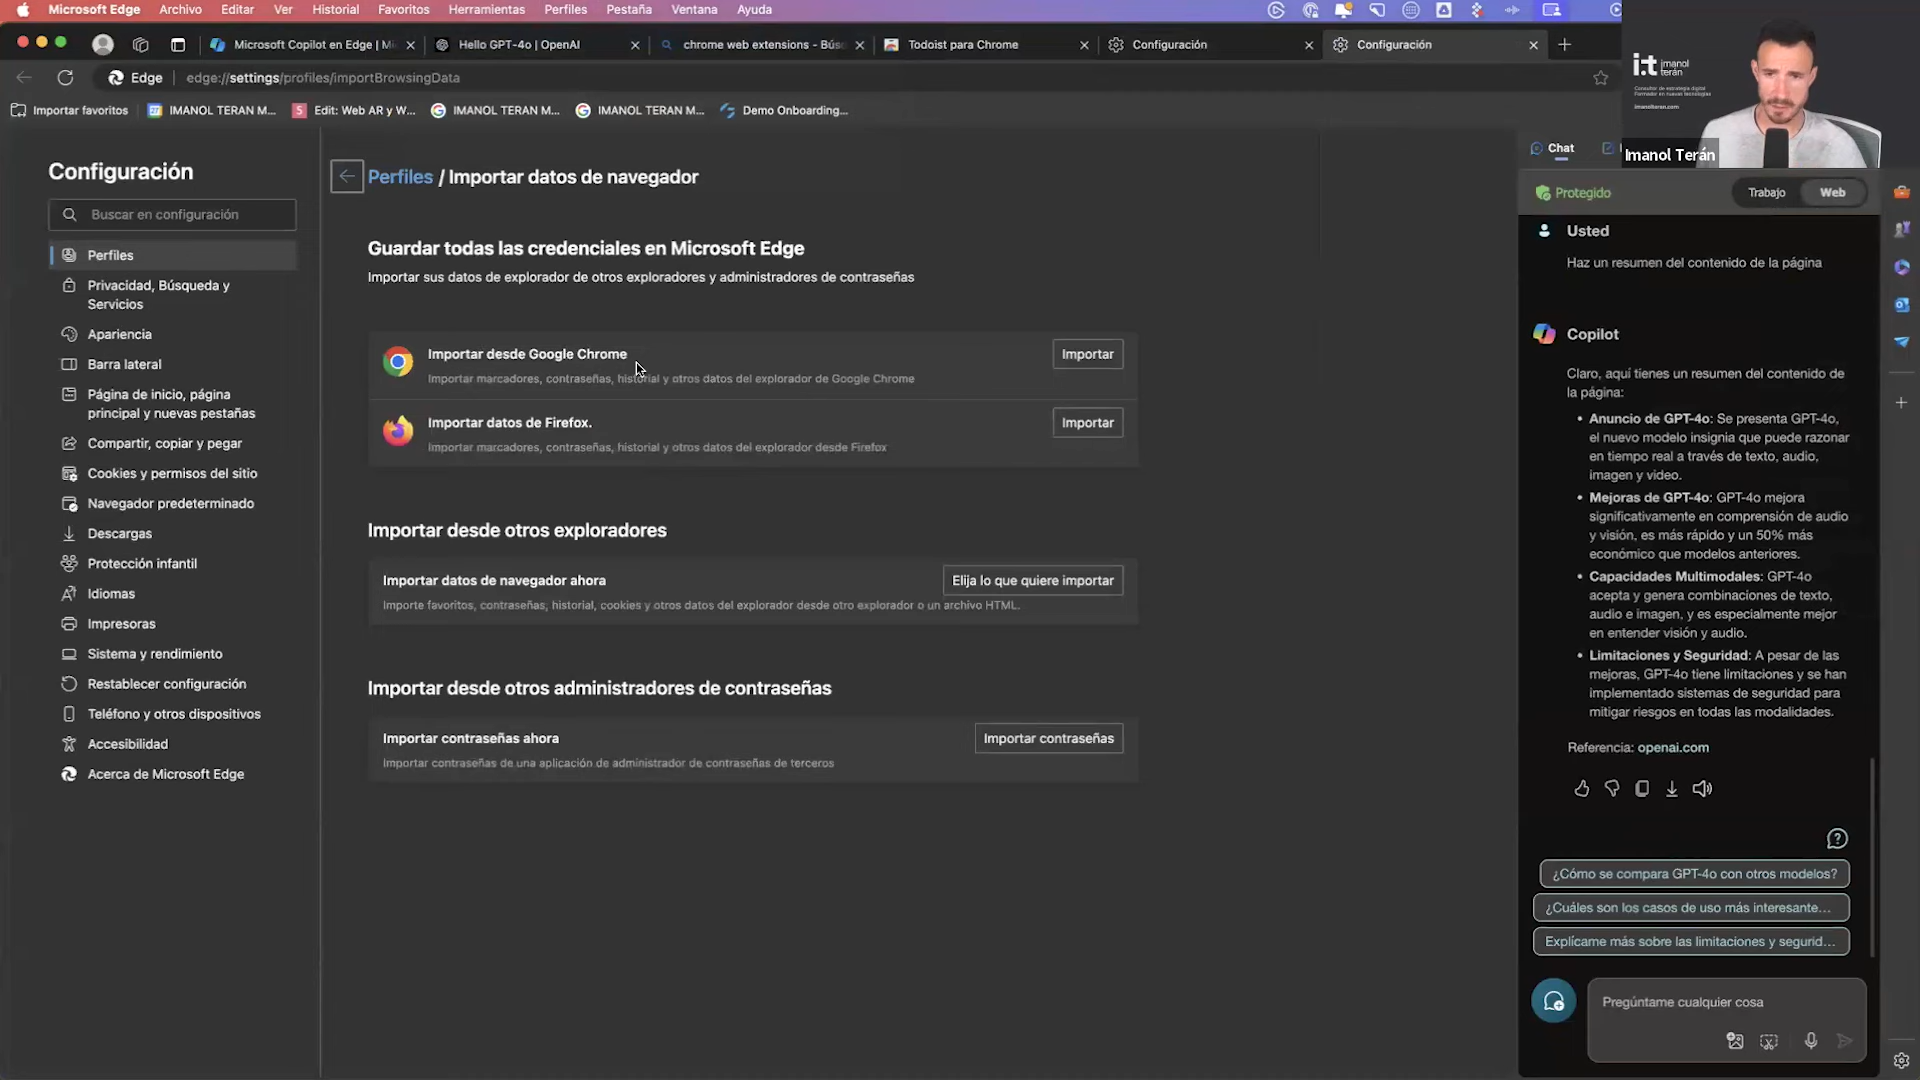 Microsoft Edge Archivo Editar Ver Historial Favoritos Herramientas Perfiles Pestaña Ventana Ayuda
Microsoft Copilot en Edge | Mi
Hello GPT-4o | OpenAI
chrome web extensions - Bús
Todoist para Chrome
Configuración
Configuración
Edge edge://settings/profiles/importBrowsingData
Importar favoritos
IMANOL TERAN M...
Edit: Web AR y W...
IMANOL TERAN M...
IMANOL TERAN M...
Demo Onboarding...
i.t imanol
terán
Consultor de estrategia digital
Formador en nuevas tecnologías
imanolteran.com
Imanol Terán
Configuración
Buscar en configuración
Perfiles
Privacidad, Búsqueda y
Servicios
Apariencia
Barra lateral
Página de inicio, página
principal y nuevas pestañas
Compartir, copiar y pegar
Cookies y permisos del sitio
Navegador predeterminado
Descargas
Protección infantil
Idiomas
Impresoras
Sistema y rendimiento
Restablecer configuración
Teléfono y otros dispositivos
Accesibilidad
Acerca de Microsoft Edge
Perfiles / Importar datos de navegador
Guardar todas las credenciales en Microsoft Edge
Importar sus datos de explorador de otros exploradores y administradores de contraseñas
Importar desde Google Chrome
Importar marcadores, contraseñas, historial y otros datos del explorador de Google Chrome
Importar
Importar datos de Firefox.
Importar marcadores, contraseñas, historial y otros datos del explorador desde Firefox
Importar
Importar desde otros exploradores
Importar datos de navegador ahora
Importe favoritos, contraseñas, historial, cookies y otros datos del explorador desde otro explorador o un archivo HTML.
Elija lo que quiere importar
Importar desde otros administradores de contraseñas
Importar contraseñas ahora
Importar contraseñas de una aplicación de administrador de contraseñas de terceros
Importar contraseñas
Chat
Protegido
Trabajo Web
Usted
Haz un resumen del contenido de la página
Copilot
Claro, aquí tienes un resumen del contenido de
la página:
• Anuncio de GPT-4o: Se presenta GPT-4o,
el nuevo modelo insignia que puede razonar
en tiempo real a través de texto, audio,
imagen y video.
• Mejoras de GPT-4o: GPT-4o mejora
significativamente en comprensión de audio
y visión, es más rápido y un 50% más
económico que modelos anteriores.
• Capacidades Multimodales: GPT-4o
acepta y genera combinaciones de texto,
audio e imagen, y es especialmente mejor
en entender visión y audio.
• Limitaciones y Seguridad: A pesar de las
mejoras, GPT-4o tiene limitaciones y se han
implementado sistemas de seguridad para
mitigar riesgos en todas las modalidades.
Referencia: openai.com
¿Cómo se compara GPT-4o con otros modelos?
¿Cuáles son los casos de uso más interesante...
Explícame más sobre las limitaciones y segurid...
Pregúntame cualquier cosa